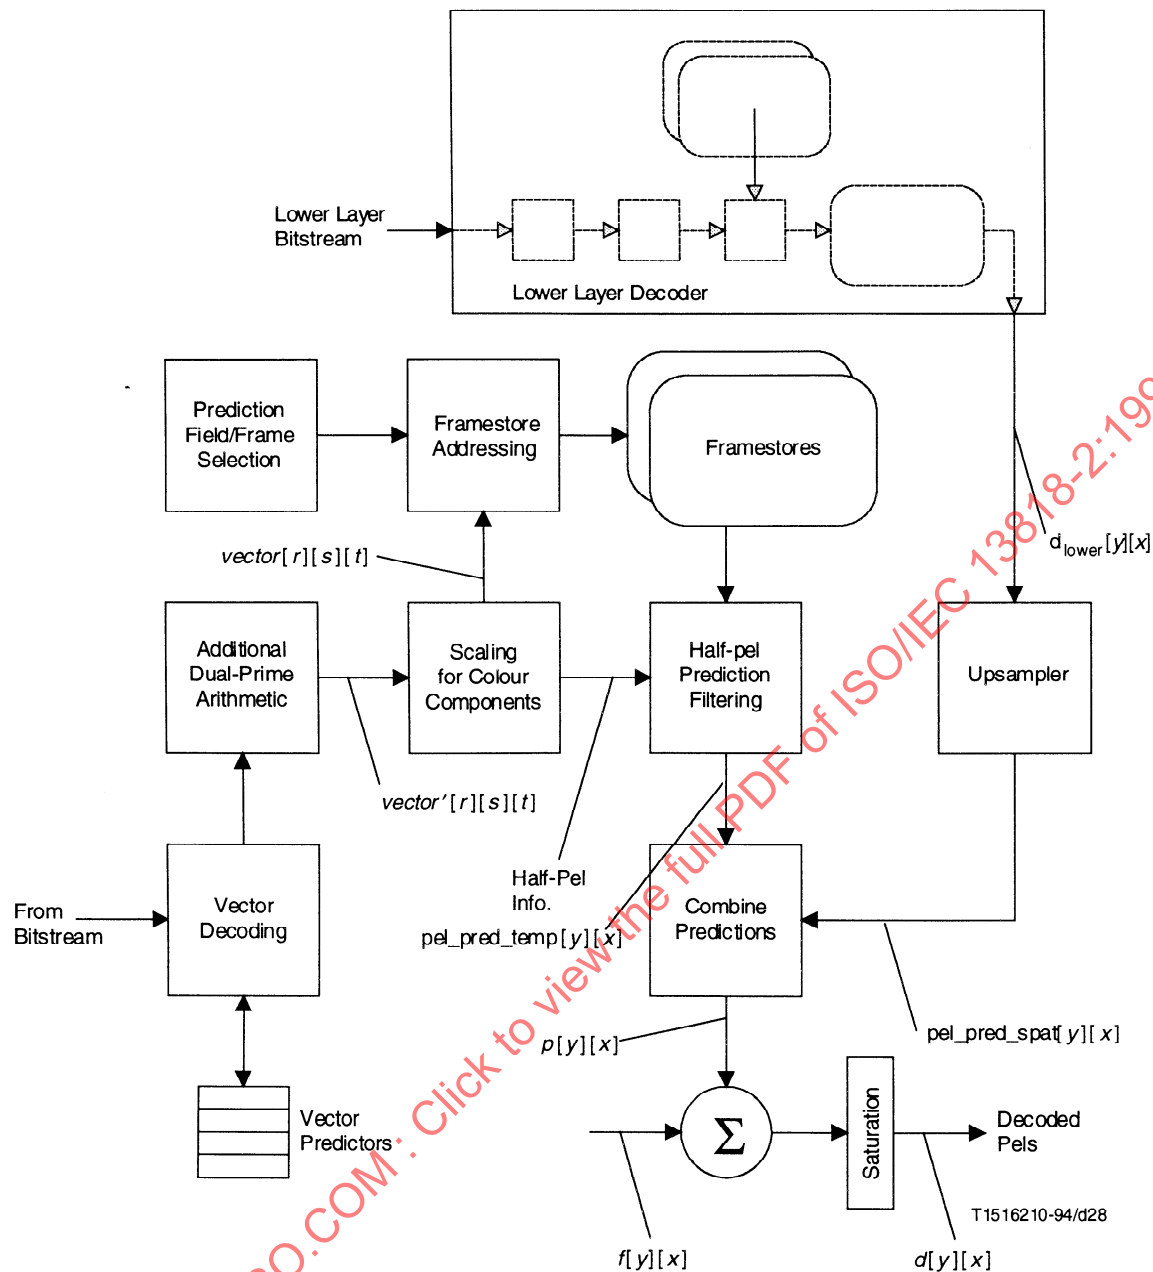 Lower Layer
Bitstream
Lower Layer Decoder
Prediction
Field/Frame
Selection
Framestore
Addressing
Framestores
vector[r][s][t]
d_lower[y][x]
Additional
Dual-Prime
Arithmetic
Scaling
for Colour
Components
Half-pel
Prediction
Filtering
Upsampler
vector'[r][s][t]
Half-Pel
Info.
From
Bitstream
Vector
Decoding
pel_pred_temp[y][x]
Combine
Predictions
pel_pred_spat[y][x]
p[y][x]
Vector
Predictors
Σ
Saturation
Decoded
Pels
T1516210-94/d28
f[y][x]
d[y][x]
SO.COM : Click to view the full PDF of ISO/IEC 13818-2:199